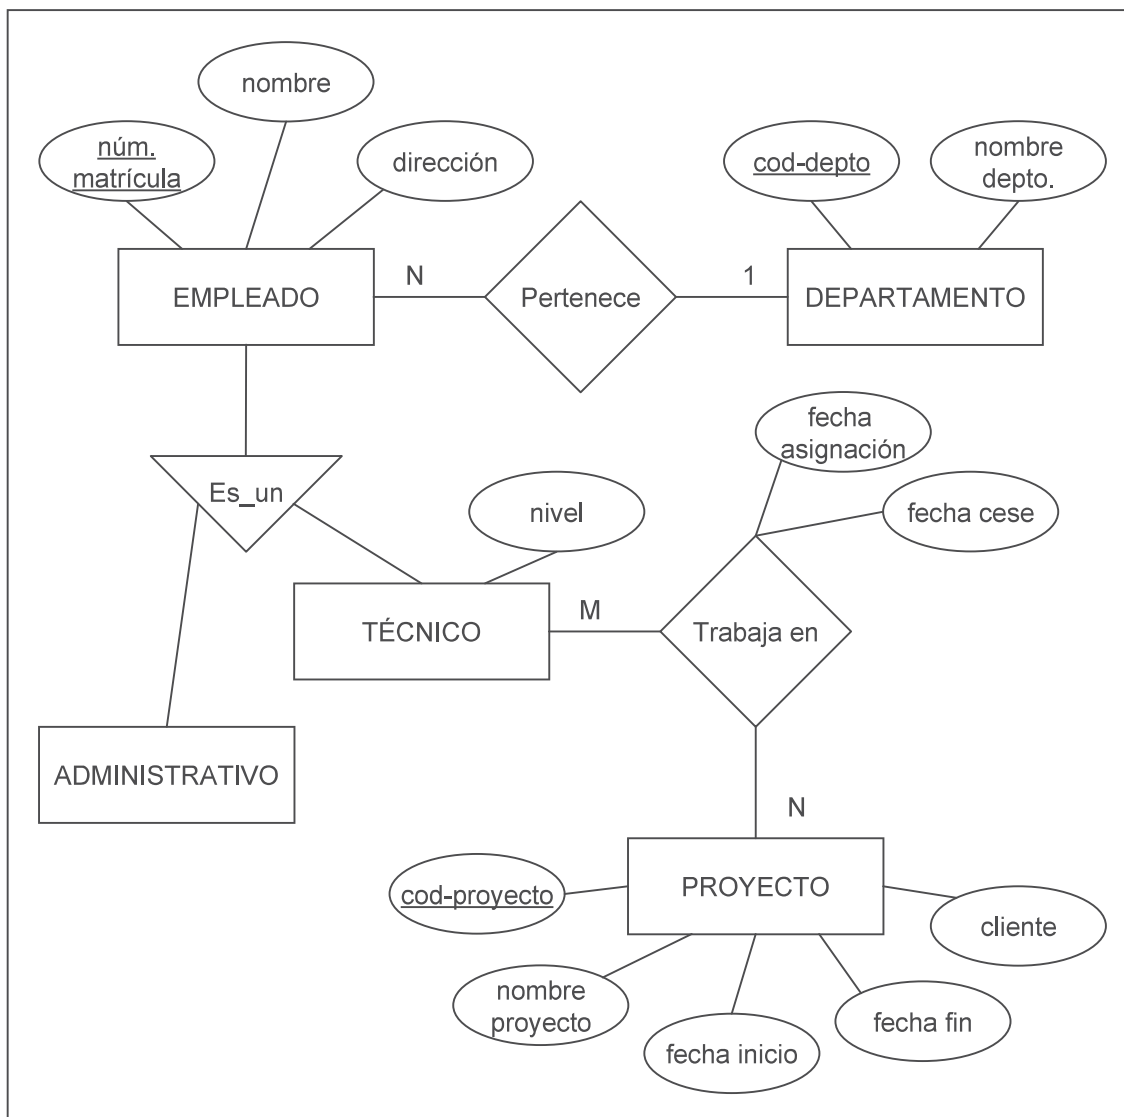 nombre
núm.
matrícula
dirección
cod-depto
nombre
depto.
EMPLEADO
N
Pertenece
1
DEPARTAMENTO
fecha
asignación
Es_un
nivel
fecha cese
TÉCNICO
M
Trabaja en
ADMINISTRATIVO
N
PROYECTO
cod-proyecto
cliente
nombre
proyecto
fecha inicio
fecha fin